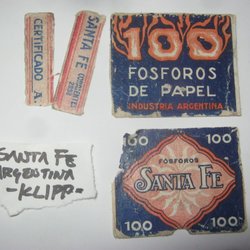 CERTIFICADO A.
SANTA FE
100
FOSFOROS
DE PAPEL
INDUSTRIA ARGENTINA
100
100
FOSFOROS
SANTA FE
100
100
SANTA FE
ARGENTINA
-KLIPP-